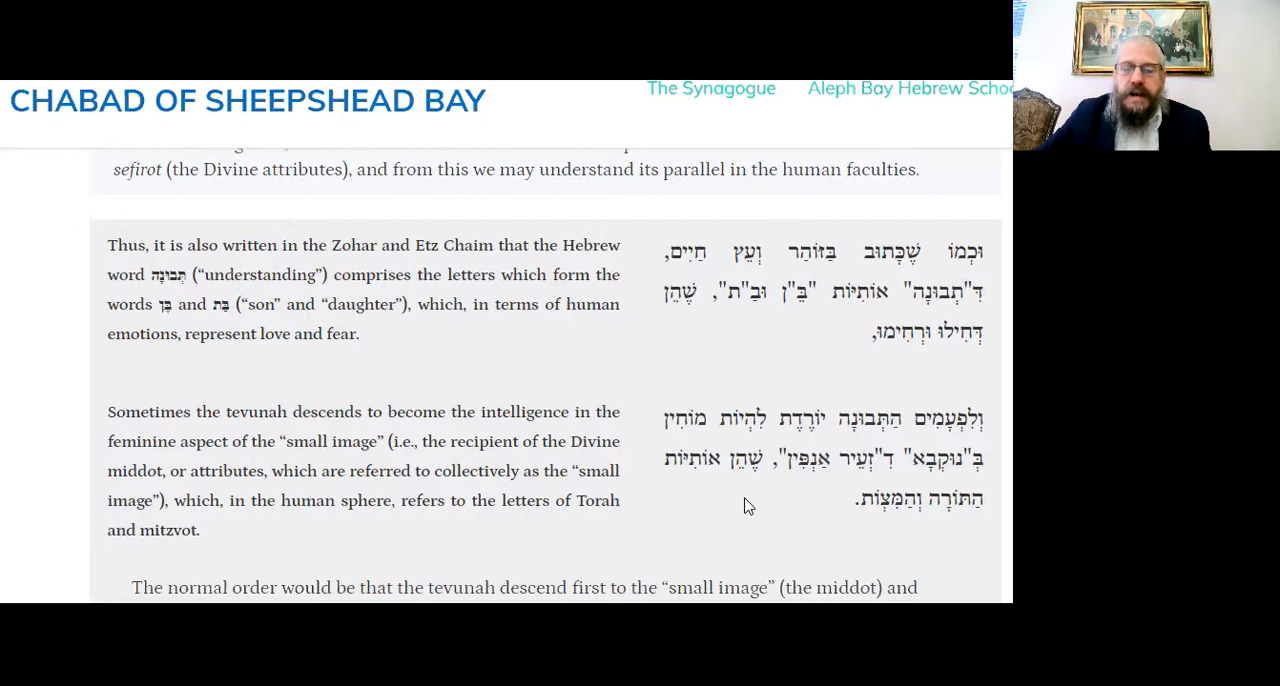 CHABAD OF SHEEPSHEAD BAY
The Synagogue
Aleph Bay Hebrew Schoo
sefirot (the Divine attributes), and from this we may understand its parallel in the human faculties.
Thus, it is also written in the Zohar and Etz Chaim that the Hebrew
word תְּבוּנָה (“understanding”) comprises the letters which form the
words בֵּן and בַּת (“son” and “daughter”), which, in terms of human
emotions, represent love and fear.
וּכְמוֹ שֶׁכָּתוּב בַּזּוֹהַר וְעֵץ חַיִּים,
דִּ"תְבוּנָה" אוֹתִיּוֹת "בֵּ"ן וּבַ"ת", שֶׁהֵן
דְּחִילוּ וּרְחִימוּ,
Sometimes the tevunah descends to become the intelligence in the
feminine aspect of the “small image” (i.e., the recipient of the Divine
middot, or attributes, which are referred to collectively as the “small
image”), which, in the human sphere, refers to the letters of Torah
and mitzvot.
וְלִפְעָמִים הַתְּבוּנָה יוֹרֶדֶת לִהְיוֹת מוֹחִין
בְּ"נוּקְבָא" דִ"זְעֵיר אַנְפִּין", שֶׁהֵן אוֹתִיּוֹת
הַתּוֹרָה וְהַמִּצְוֹת.
The normal order would be that the tevunah descend first to the “small image” (the middot) and